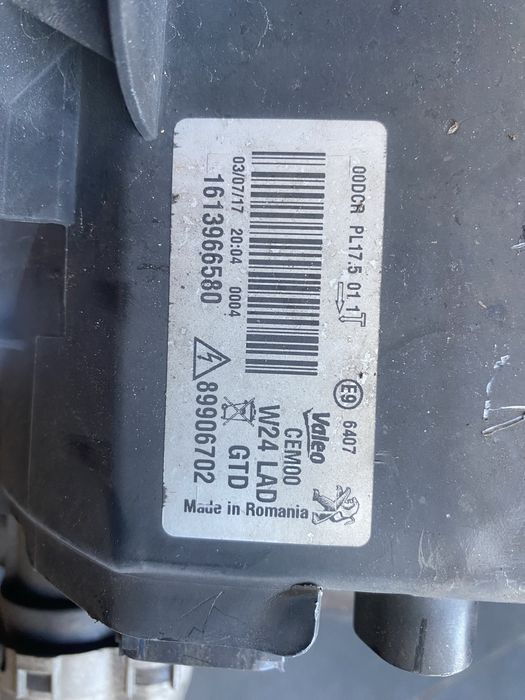 00DCR PL17.5 01.1
E9 6407
03/07/17 20:04 0004
1613966580
Valeo
CEM00
W24 LAD
GTD
89906702
Made in Romania